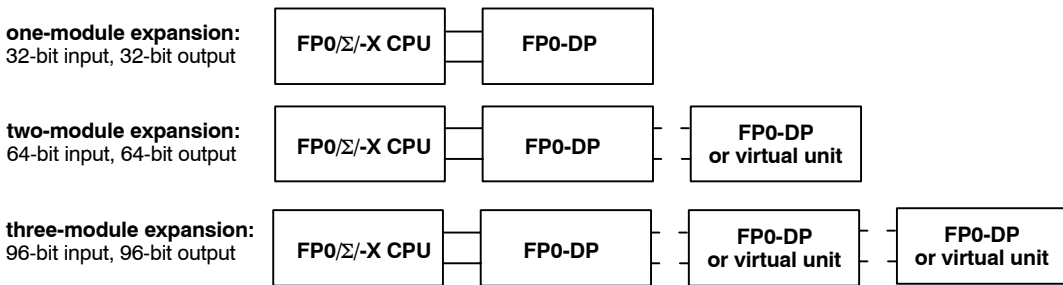 one-module expansion:
32-bit input, 32-bit output
FP0/Σ/-X CPU
FP0-DP
two-module expansion:
64-bit input, 64-bit output
FP0/Σ/-X CPU
FP0-DP
FP0-DP
or virtual unit
three-module expansion:
96-bit input, 96-bit output
FP0/Σ/-X CPU
FP0-DP
FP0-DP
or virtual unit
FP0-DP
or virtual unit